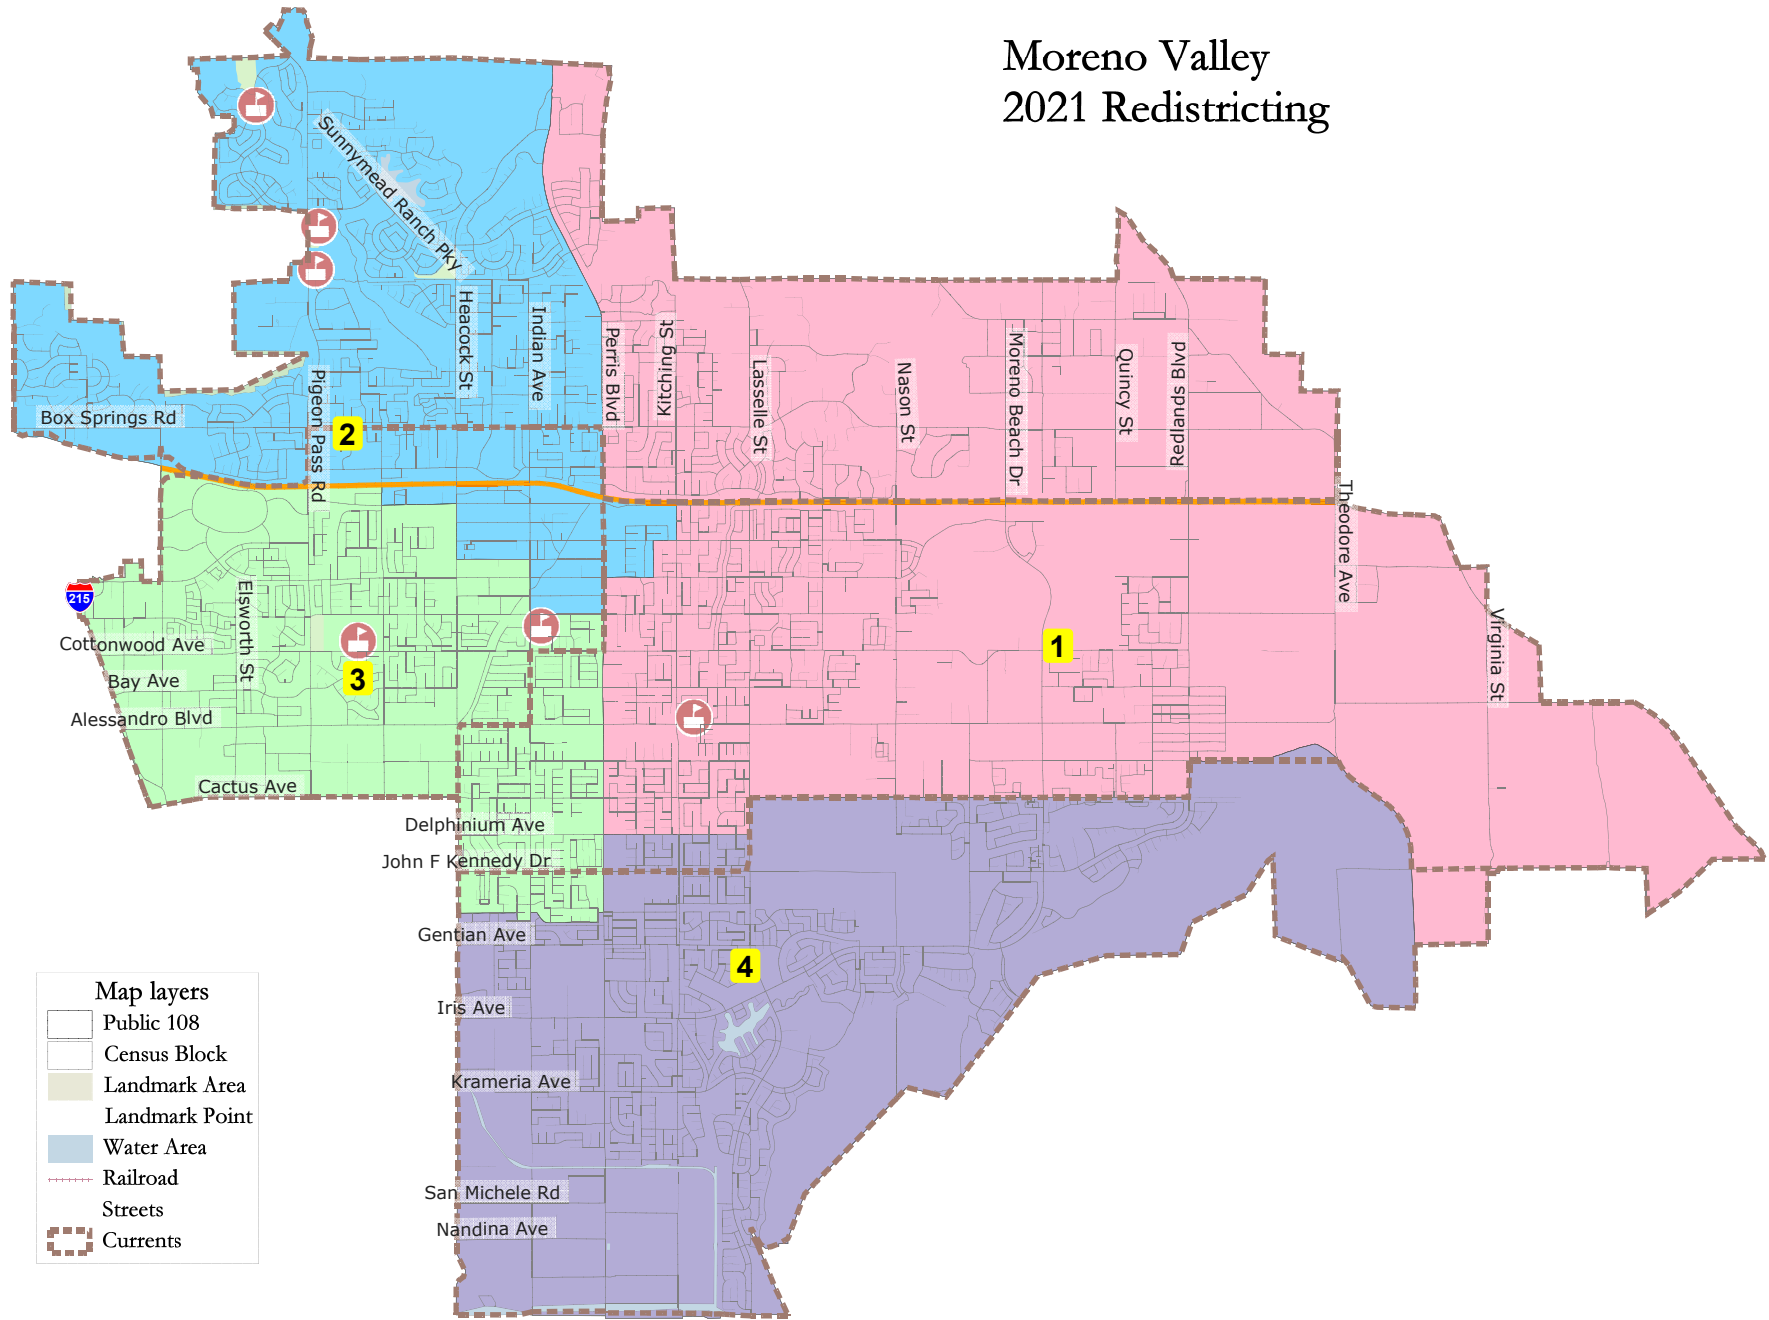 Moreno Valley
2021 Redistricting
Sunnymead Ranch Pky
Heacock St
Indian Ave
Perris Blvd
Kitching St
Lasselle St
Nason St
Moreno Beach Dr
Quincy St
Redlands Blvd
Pigeon Pass Rd
Box Springs Rd
2
Theodore Ave
215
Elsworth St
Cottonwood Ave
1
Virginia St
Bay Ave
3
Alessandro Blvd
Cactus Ave
Delphinium Ave
John F Kennedy Dr
Gentian Ave
4
Iris Ave
Krameria Ave
San Michele Rd
Nandina Ave
Map layers
Public 108
Census Block
Landmark Area
Landmark Point
Water Area
Railroad
Streets
Currents